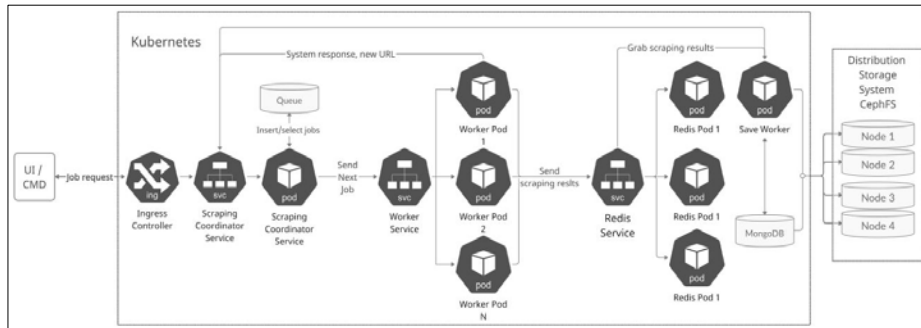 Kubernetes
System response, new URL
Grab scraping results
Distribution
Storage
System
CephFS
Queue
pod
Worker Pod
1
pod
Redis Pod 1
pod
Save Worker
Insert/select jobs
Node 1
Node 2
Node 3
Node 4
UI /
CMD
Job request
ing
Ingress
Controller
svc
Scraping
Coordinator
Service
pod
Scraping
Coordinator
Service
Send
Next
Job
svc
Worker
Service
pod
Worker Pod
2
Send
scraping reslts
svc
Redis
Service
pod
Redis Pod 1
MongoDB
pod
Worker Pod
N
pod
Redis Pod 1